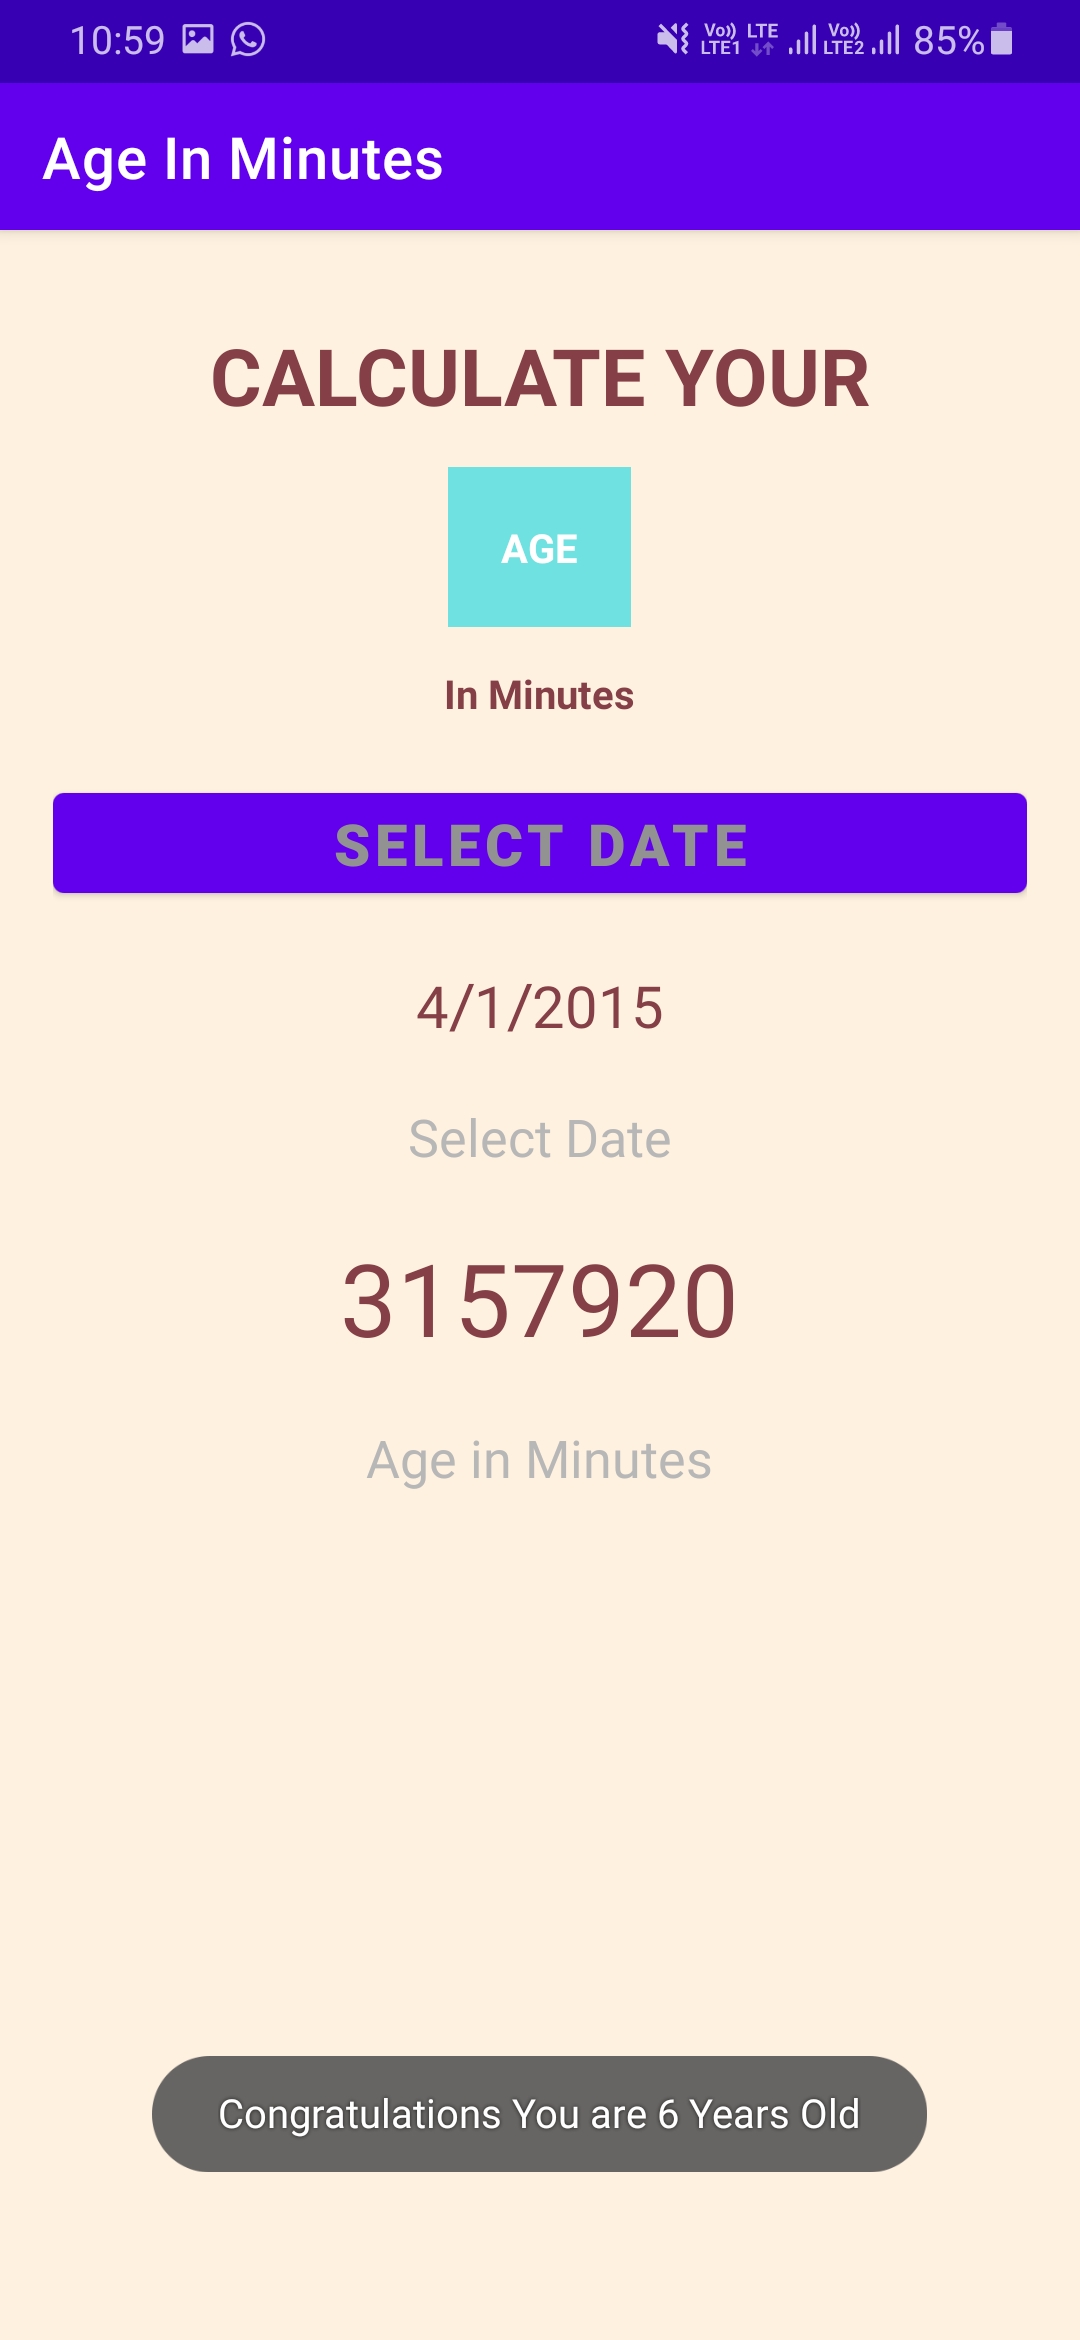 10:59 Vo)) LTE1 LTE Vo)) LTE2 85%
Age In Minutes
CALCULATE YOUR
AGE
In Minutes
SELECT DATE
4/1/2015
Select Date
3157920
Age in Minutes
Congratulations You are 6 Years Old